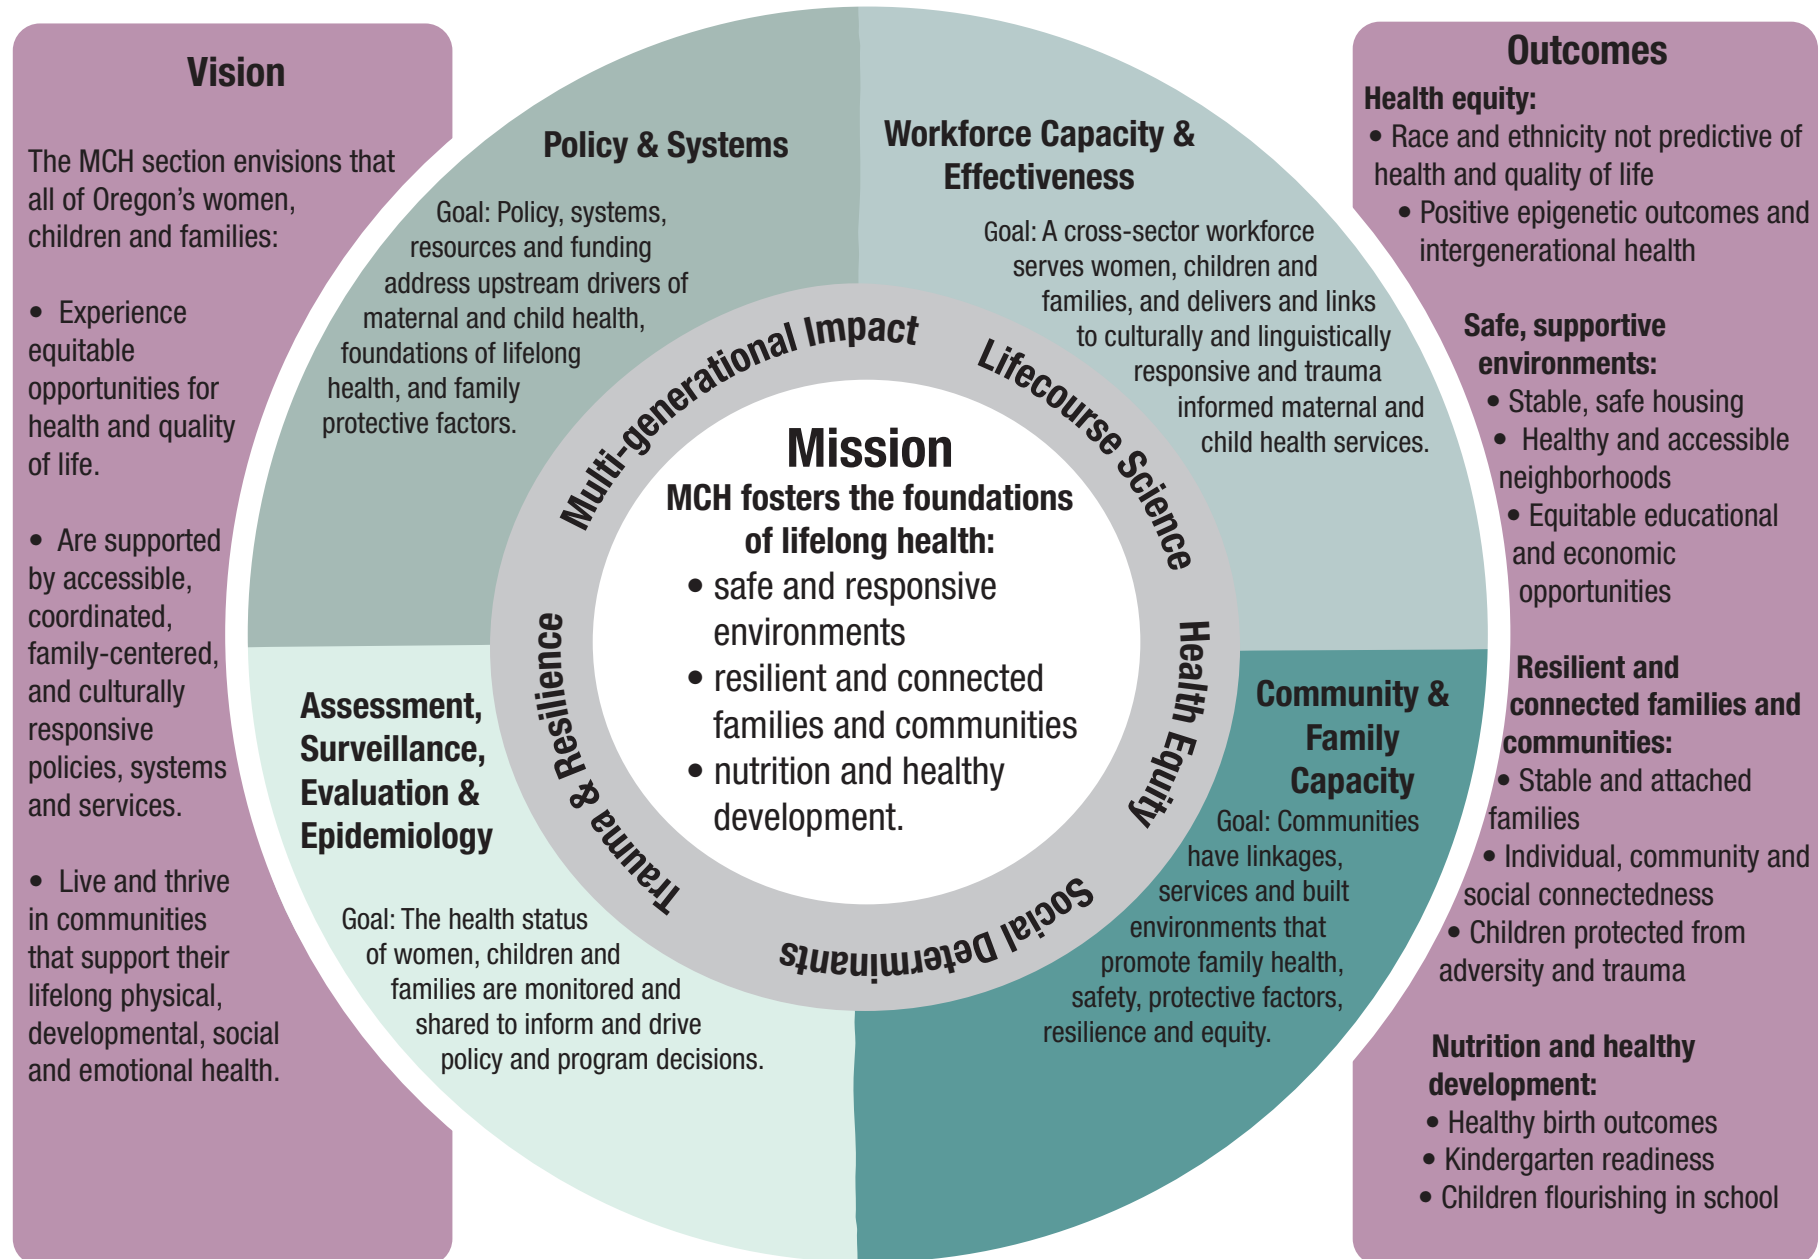 Vision
The MCH section envisions that
all of Oregon’s women,
children and families:
• Experience
equitable
opportunities for
health and quality
of life.
• Are supported
by accessible,
coordinated,
family-centered,
and culturally
responsive
policies, systems
and services.
• Live and thrive
in communities
that support their
lifelong physical,
developmental, social
and emotional health.
Policy & Systems
Goal: Policy, systems,
resources and funding
address upstream drivers of
maternal and child health,
foundations of lifelong
health, and family
protective factors.
Workforce Capacity &
Effectiveness
Goal: A cross-sector workforce
serves women, children and
families, and delivers and links
to culturally and linguistically
responsive and trauma
informed maternal and
child health services.
Multi-generational Impact
Lifecourse Science
Health Equity
Social Determinants
Trauma & Resilience
Mission
MCH fosters the foundations
of lifelong health:
• safe and responsive
environments
• resilient and connected
families and communities
• nutrition and healthy
development.
Assessment,
Surveillance,
Evaluation &
Epidemiology
Goal: The health status
of women, children and
families are monitored and
shared to inform and drive
policy and program decisions.
Community &
Family
Capacity
Goal: Communities
have linkages,
services and built
environments that
promote family health,
safety, protective factors,
resilience and equity.
Outcomes
Health equity:
• Race and ethnicity not predictive of
health and quality of life
• Positive epigenetic outcomes and
intergenerational health
Safe, supportive
environments:
• Stable, safe housing
• Healthy and accessible
neighborhoods
• Equitable educational
and economic
opportunities
Resilient and
connected families and
communities:
• Stable and attached
families
• Individual, community and
social connectedness
• Children protected from
adversity and trauma
Nutrition and healthy
development:
• Healthy birth outcomes
• Kindergarten readiness
• Children flourishing in school